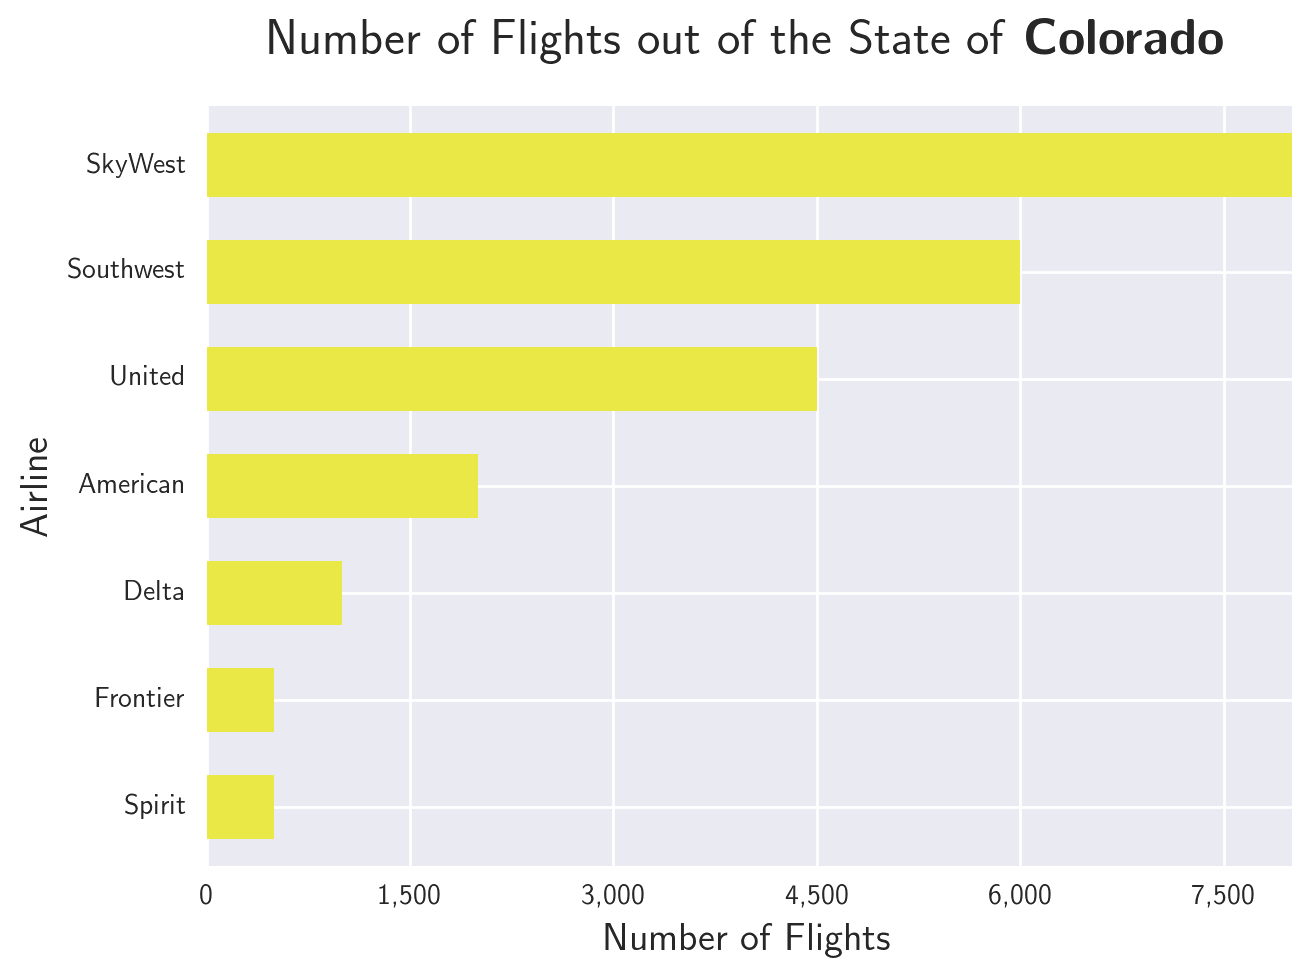 Number of Flights out of the State of Colorado
SkyWest
Southwest
United
American
Delta
Frontier
Spirit
Airline
0 1,500 3,000 4,500 6,000 7,500
Number of Flights